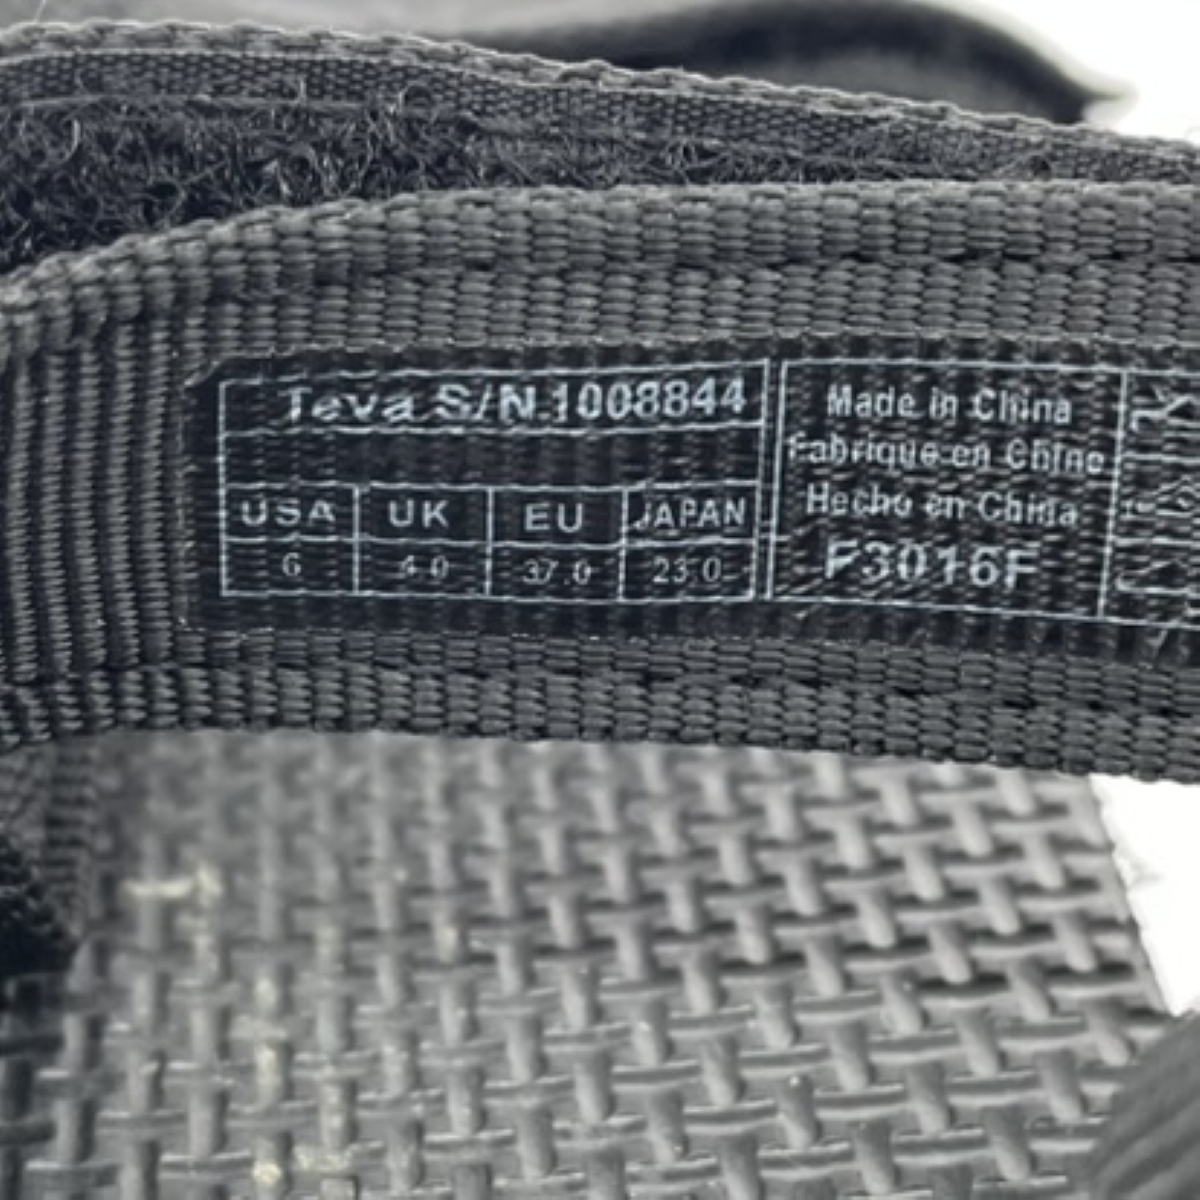 Teva S/N 1008844
USA UK EU JAPAN
6 4.0 37.0 23.0
Made in China
Fabrique en Chine
Hecho en China
F3016F